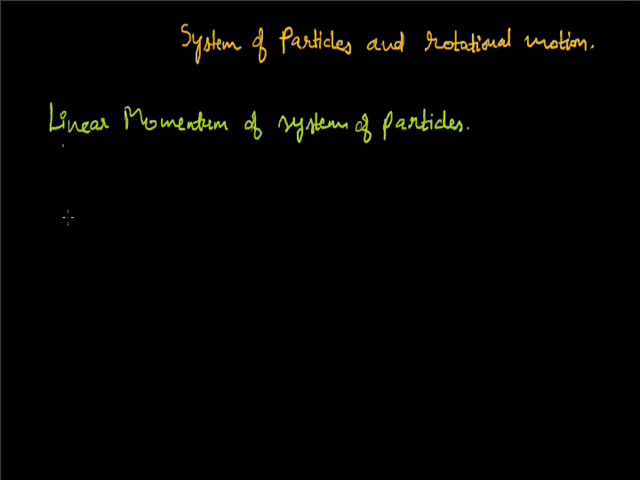 System of Particles and rotational motion.
Linear Momentum of system of particles.